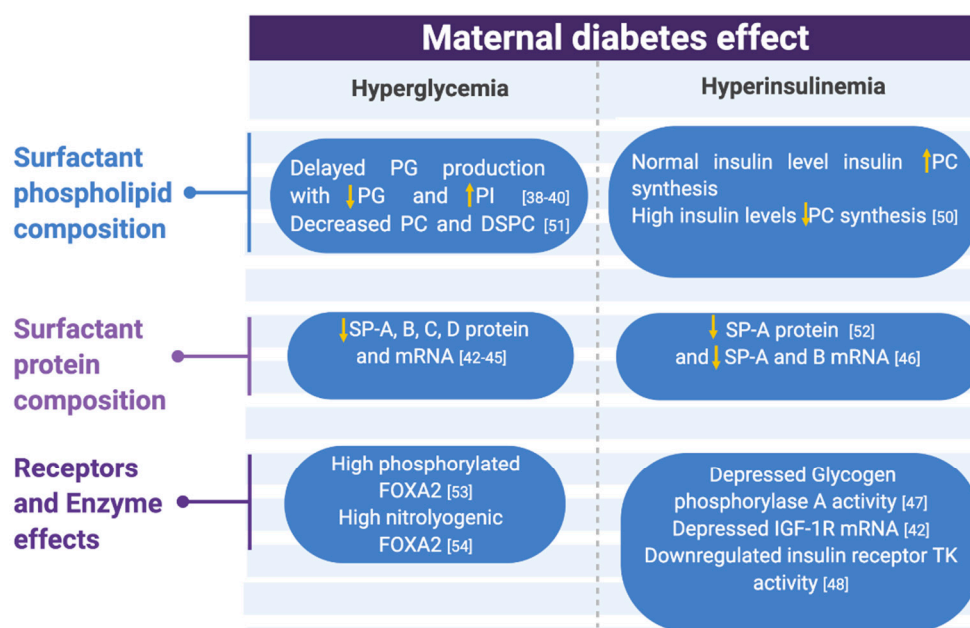 Maternal diabetes effect
Hyperglycemia
Hyperinsulinemia
Surfactant
phospholipid
composition
Delayed PG production
with ↓PG and ↑PI [38-40]
Decreased PC and DSPC [51]
Normal insulin level insulin ↑PC
synthesis
High insulin levels ↓PC synthesis [50]
Surfactant
protein
composition
↓SP-A, B, C, D protein
and mRNA [42-45]
↓ SP-A protein [52]
and ↓SP-A and B mRNA [46]
Receptors
and Enzyme
effects
High phosphorylated
FOXA2 [53]
High nitrolyogenic
FOXA2 [54]
Depressed Glycogen
phosphorylase A activity [47]
Depressed IGF-1R mRNA [42]
Downregulated insulin receptor TK
activity [48]